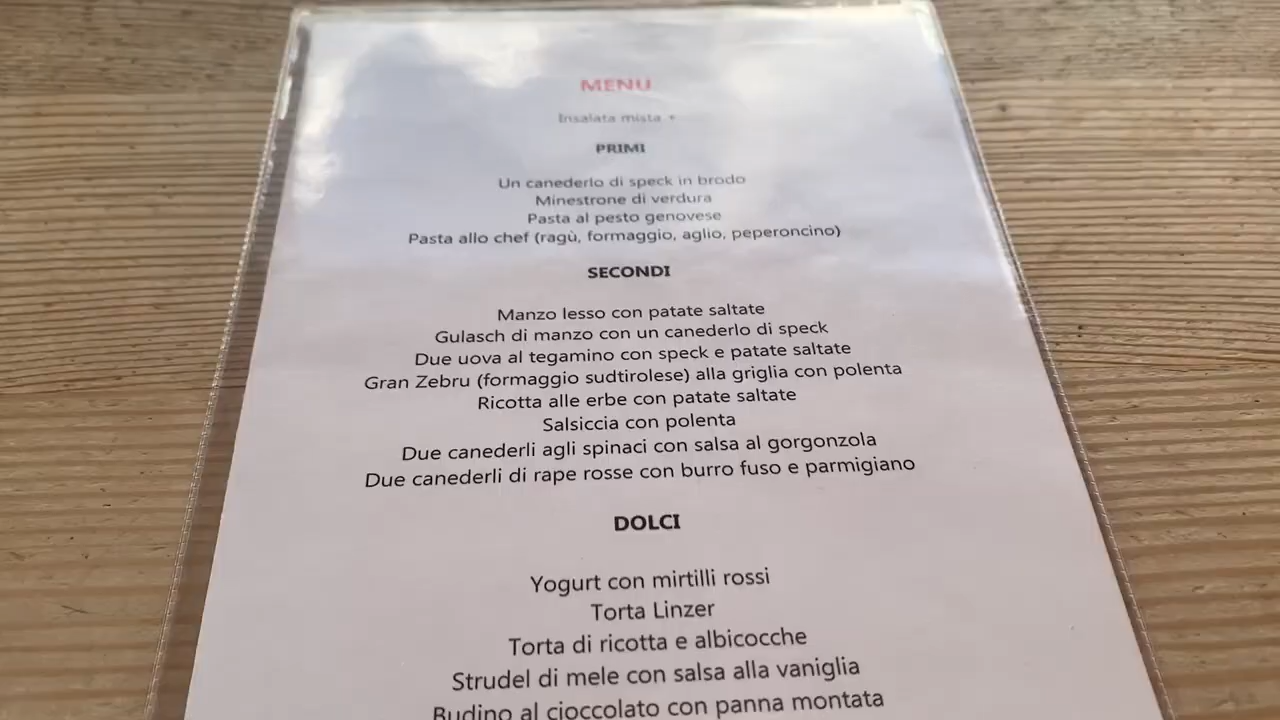 MENU
Insalata mista +
PRIMI
Un canederlo di speck in brodo
Minestrone di verdura
Pasta al pesto genovese
Pasta allo chef (ragù, formaggio, aglio, peperoncino)
SECONDI
Manzo lesso con patate saltate
Gulasch di manzo con un canederlo di speck
Due uova al tegamino con speck e patate saltate
Gran Zebru (formaggio sudtirolese) alla griglia con polenta
Ricotta alle erbe con patate saltate
Salsiccia con polenta
Due canederli agli spinaci con salsa al gorgonzola
Due canederli di rape rosse con burro fuso e parmigiano
DOLCI
Yogurt con mirtilli rossi
Torta Linzer
Torta di ricotta e albicocche
Strudel di mele con salsa alla vaniglia
Budino al cioccolato con panna montata